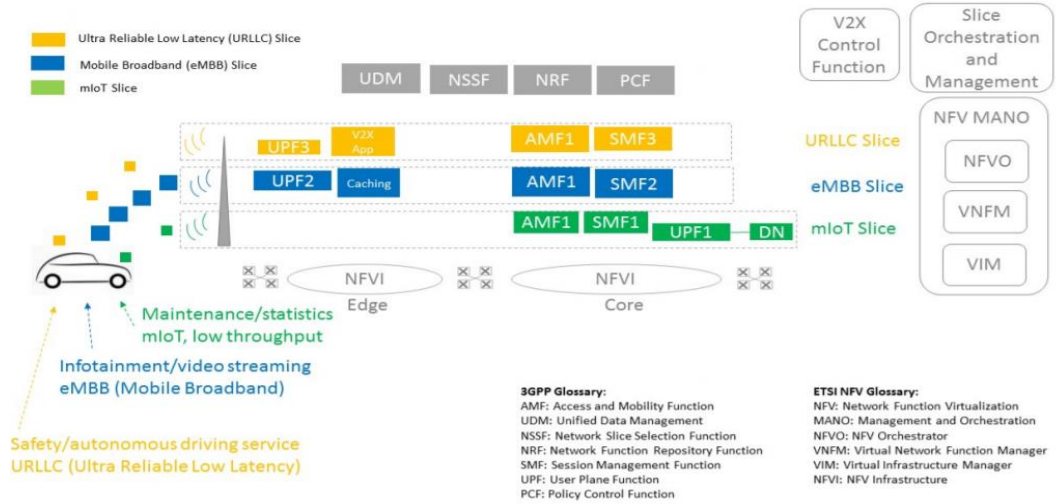 Ultra Reliable Low Latency (URLLC) Slice
Mobile Broadband (eMBB) Slice
mIoT Slice
V2X
Control
Function
Slice
Orchestration
and
Management
UDM
NSSF
NRF
PCF
UPF3
V2X
App
AMF1
SMF3
URLLC Slice
UPF2
Caching
AMF1
SMF2
eMBB Slice
AMF1
SMF1
UPF1
DN
mIoT Slice
NFV MANO
NFVO
VNFM
VIM
NFVI
Edge
NFVI
Core
Maintenance/statistics
mIoT, low throughput
Infotainment/video streaming
eMBB (Mobile Broadband)
Safety/autonomous driving service
URLLC (Ultra Reliable Low Latency)
3GPP Glossary:
AMF: Access and Mobility Function
UDM: Unified Data Management
NSSF: Network Slice Selection Function
NRF: Network Function Repository Function
SMF: Session Management Function
UPF: User Plane Function
PCF: Policy Control Function
ETSI NFV Glossary:
NFV: Network Function Virtualization
MANO: Management and Orchestration
NFVO: NFV Orchestrator
VNFM: Virtual Network Function Manager
VIM: Virtual Infrastructure Manager
NFVI: NFV Infrastructure